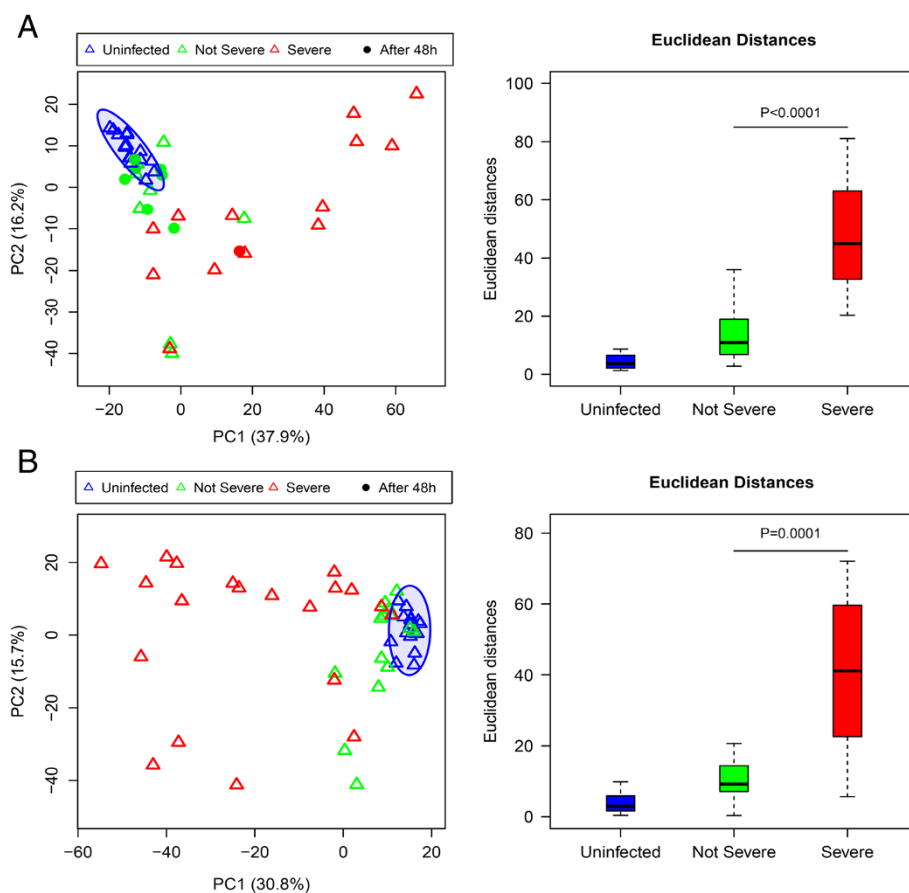 A
Uninfected Not Severe Severe After 48h
PC2 (16.2%)
20
10
0
-10
-20
-30
-40
-20 0 20 40 60
PC1 (37.9%)
Euclidean Distances
P<0.0001
Euclidean distances
100
80
60
40
20
0
Uninfected Not Severe Severe
B
Uninfected Not Severe Severe After 48h
PC2 (15.7%)
20
0
-20
-40
-60 -40 -20 0 20
PC1 (30.8%)
Euclidean Distances
P=0.0001
Euclidean distances
80
60
40
20
0
Uninfected Not Severe Severe